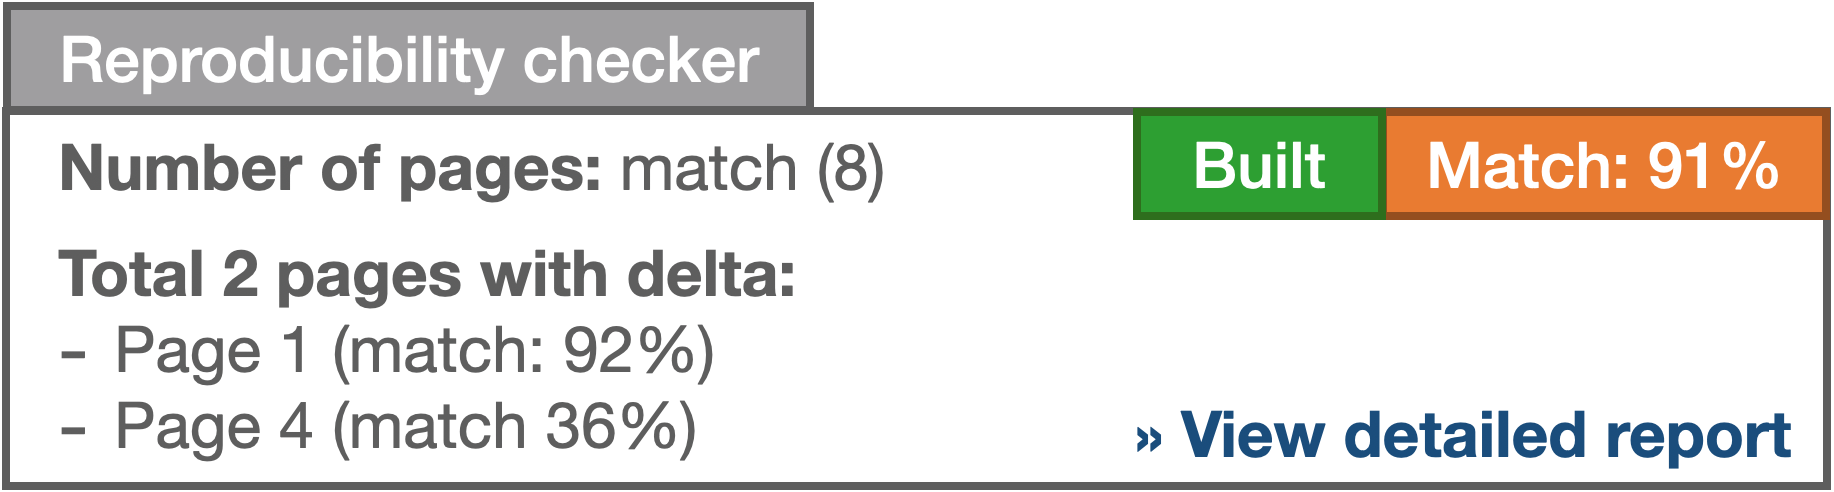 Reproducibility checker
Number of pages: match (8)
Built
Match: 91%
Total 2 pages with delta:
- Page 1 (match: 92%)
- Page 4 (match 36%)
» View detailed report